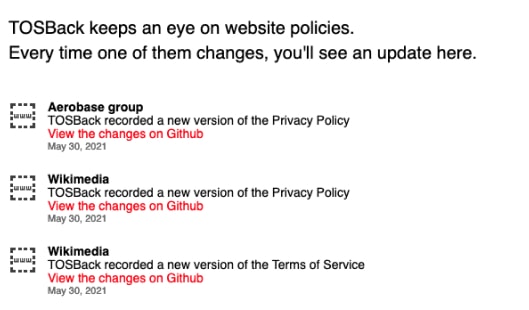 TOSBack keeps an eye on website policies.
Every time one of them changes, you'll see an update here.
www
Aerobase group
TOSBack recorded a new version of the Privacy Policy
View the changes on Github
May 30, 2021
www
Wikimedia
TOSBack recorded a new version of the Privacy Policy
View the changes on Github
May 30, 2021
www
Wikimedia
TOSBack recorded a new version of the Terms of Service
View the changes on Github
May 30, 2021